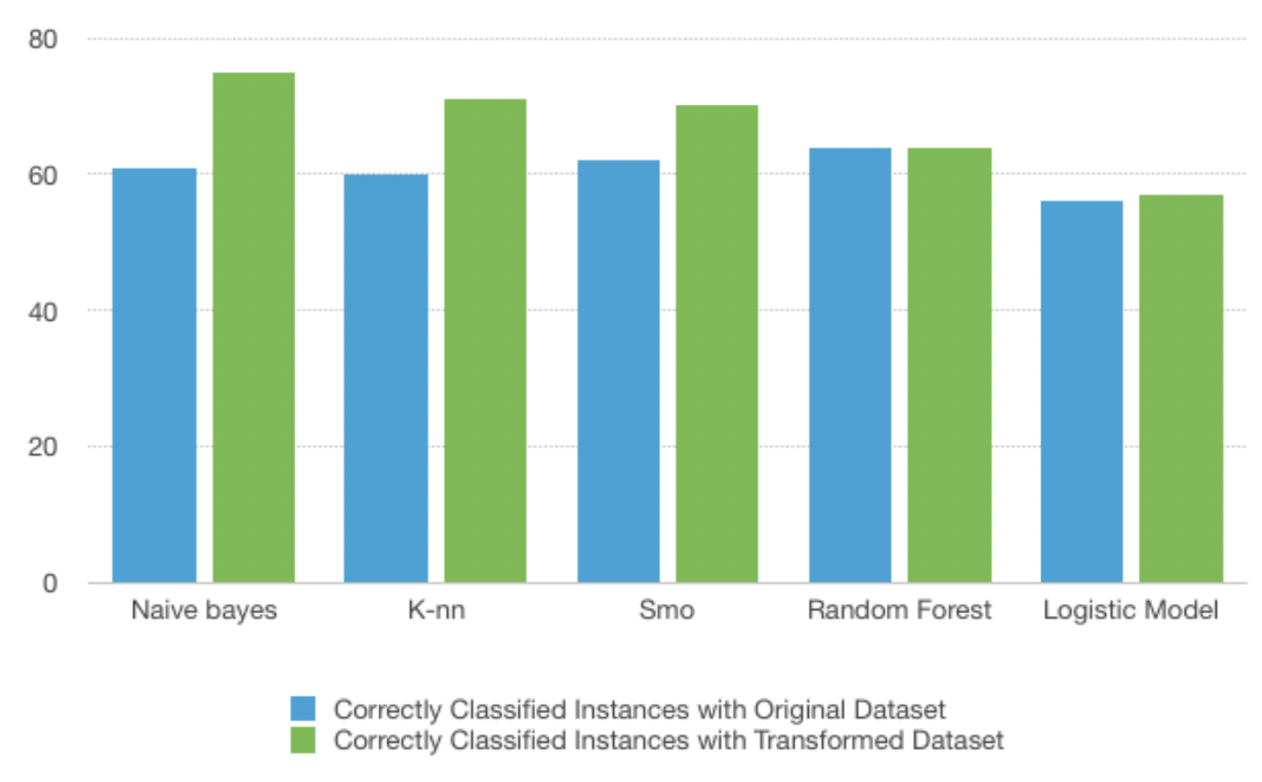 80
60
40
20
0
Naive bayes K-nn Smo Random Forest Logistic Model
Correctly Classified Instances with Original Dataset
Correctly Classified Instances with Transformed Dataset